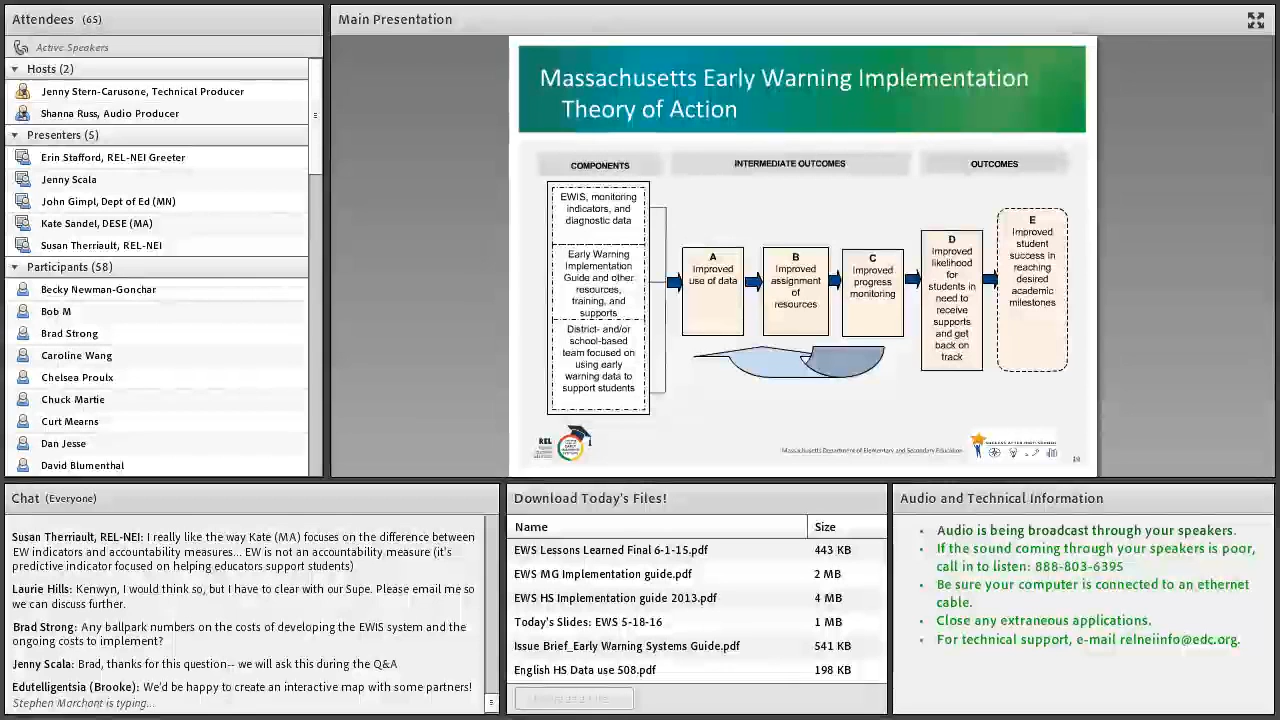 Attendees (65)
Active Speakers
Hosts (2)
Jenny Stern-Carusone, Technical Producer
Shanna Russ, Audio Producer
Presenters (5)
Erin Stafford, REL-NEI Greeter
Jenny Scala
John Gimpl, Dept of Ed (MN)
Kate Sandel, DESE (MA)
Susan Therriault, REL-NEI
Participants (58)
Becky Newman-Gonchar
Bob M
Brad Strong
Caroline Wang
Chelsea Proulx
Chuck Martie
Curt Mearns
Dan Jesse
David Blumenthal
Main Presentation
Massachusetts Early Warning Implementation
Theory of Action
COMPONENTS
INTERMEDIATE OUTCOMES
OUTCOMES
EWIS, monitoring
indicators, and
diagnostic data
Early Warning
Implementation
Guide and other
resources,
training, and
supports
District- and/or
school-based
team focused on
using early
warning data to
support students
A
Improved
use of data
B
Improved
assignment
of
resources
C
Improved
progress
monitoring
D
Improved
likelihood
for
students in
need to
receive
supports
and get
back on
track
E
Improved
student
success in
reaching
desired
academic
milestones
REL
Massachusetts Department of Elementary and Secondary Education
Chat (Everyone)
Susan Therriault, REL-NEI: I really like the way Kate (MA) focuses on the difference between
EW indicators and accountability measures... EW is not an accountability measure (it's
predictive indicator focused on helping educators support students)
Laurie Hills: Kenwyn, I would think so, but I have to clear with our Supe. Please email me so
we can discuss further.
Brad Strong: Any ballpark numbers on the costs of developing the EWIS system and the
ongoing costs to implement?
Jenny Scala: Brad, thanks for this question-- we will ask this during the Q&A
Edutelligentsia (Brooke): We'd be happy to create an interactive map with some partners!
Stephen Marchant is typing...
Download Today's Files!
Name Size
EWS Lessons Learned Final 6-1-15.pdf 443 KB
EWS MG Implementation guide.pdf 2 MB
EWS HS Implementation guide 2013.pdf 4 MB
Today's Slides: EWS 5-18-16 1 MB
Issue Brief_Early Warning Systems Guide.pdf 541 KB
English HS Data use 508.pdf 198 KB
Audio and Technical Information
• Audio is being broadcast through your speakers.
• If the sound coming through your speakers is poor,
call in to listen: 888-803-6395
• Be sure your computer is connected to an ethernet
cable.
• Close any extraneous applications.
• For technical support, e-mail relneiinfo@edc.org.